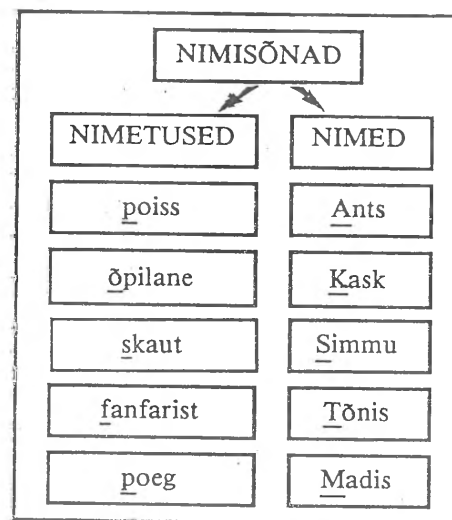 NIMISÕNAD
NIMETUSED NIMED
poiss Ants
õpilane Kask
skaut Simmu
fanfarist Tõnis
poeg Madis